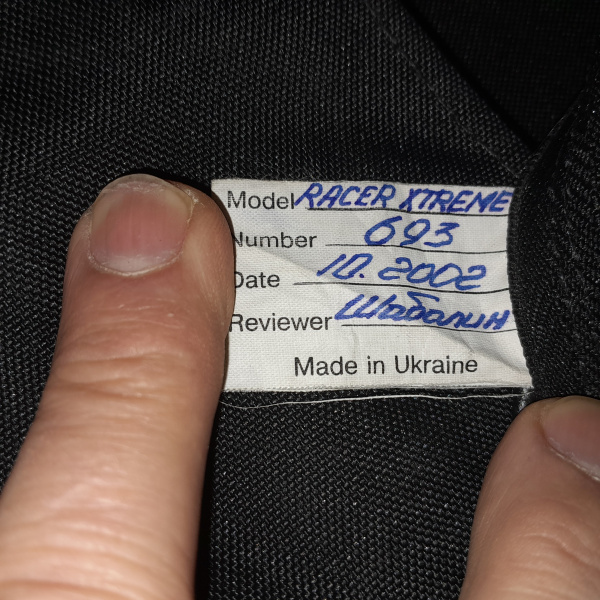 Model RACER XTREME
Number 693
Date 10.2002
Reviewer Шабалин
Made in Ukraine